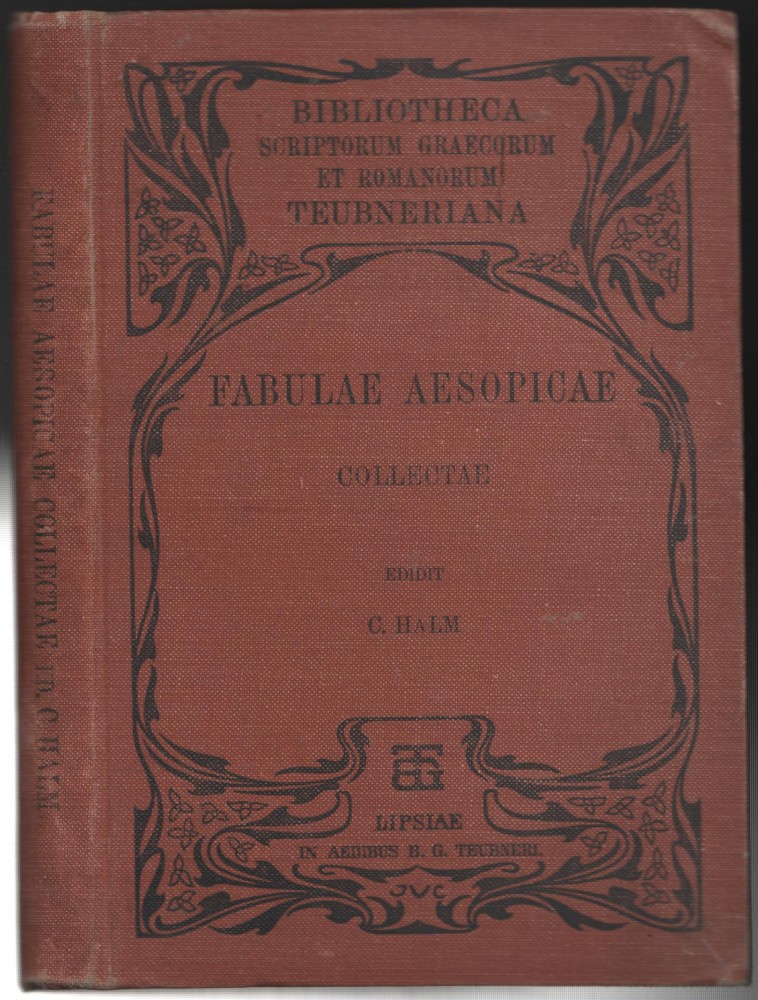 BIBLIOTHECA
SCRIPTORUM GRAECORUM
ET ROMANORUM
TEUBNERIANA
FABULAE AESOPICAE
COLLECTAE
EDIDIT
C. HALM
BTG
LIPSIAE
IN AEDIBUS B. G. TEUBNERI.
JVC
FABULAE AESOPICAE COLLECTAE ED. C. HALM